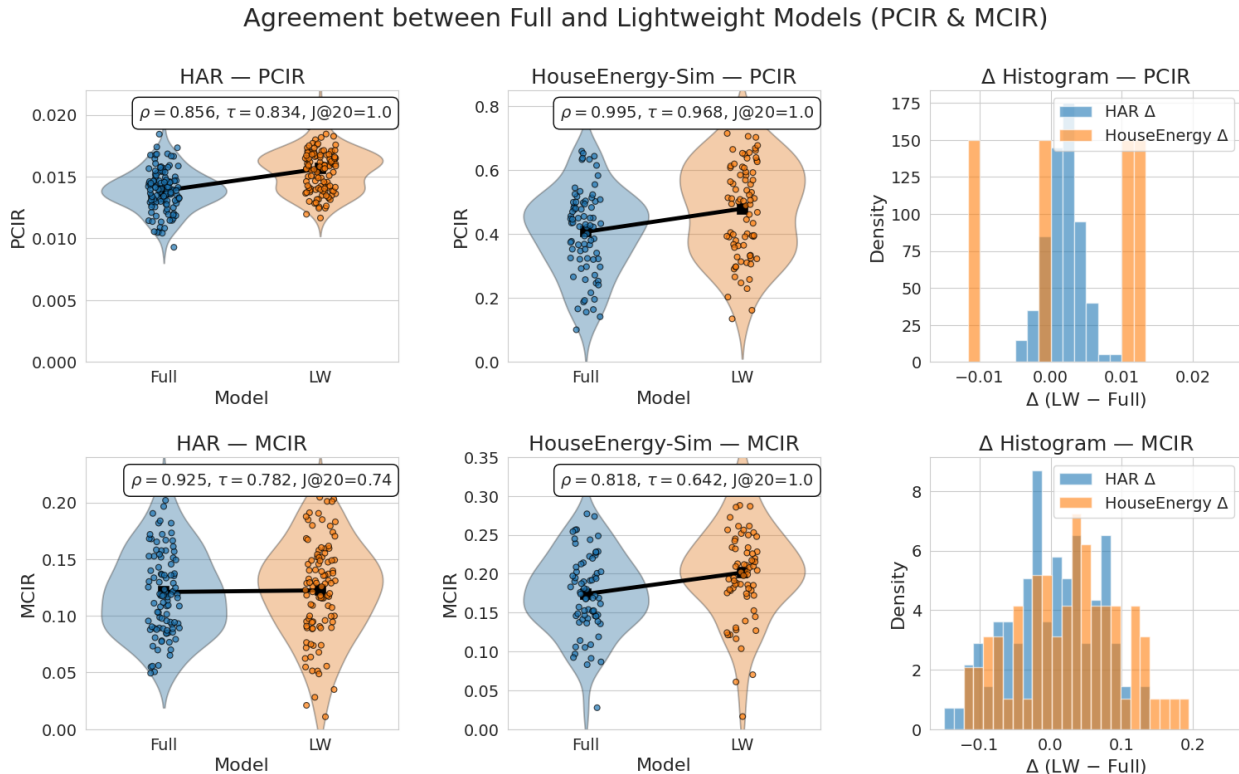 Agreement between Full and Lightweight Models (PCIR & MCIR)
HAR — PCIR
ρ = 0.856, τ = 0.834, J@20=1.0
0.020
0.015
0.010
0.005
0.000
PCIR
Full
LW
Model
HouseEnergy-Sim — PCIR
ρ = 0.995, τ = 0.968, J@20=1.0
0.8
0.6
0.4
0.2
0.0
PCIR
Full
LW
Model
Δ Histogram — PCIR
HAR Δ
HouseEnergy Δ
175
150
125
100
75
50
25
0
Density
−0.01
0.00
0.01
0.02
Δ (LW − Full)
HAR — MCIR
ρ = 0.925, τ = 0.782, J@20=0.74
0.20
0.15
0.10
0.05
0.00
MCIR
Full
LW
Model
HouseEnergy-Sim — MCIR
ρ = 0.818, τ = 0.642, J@20=1.0
0.35
0.30
0.25
0.20
0.15
0.10
0.05
0.00
MCIR
Full
LW
Model
Δ Histogram — MCIR
HAR Δ
HouseEnergy Δ
8
6
4
2
0
Density
−0.1
0.0
0.1
0.2
Δ (LW − Full)